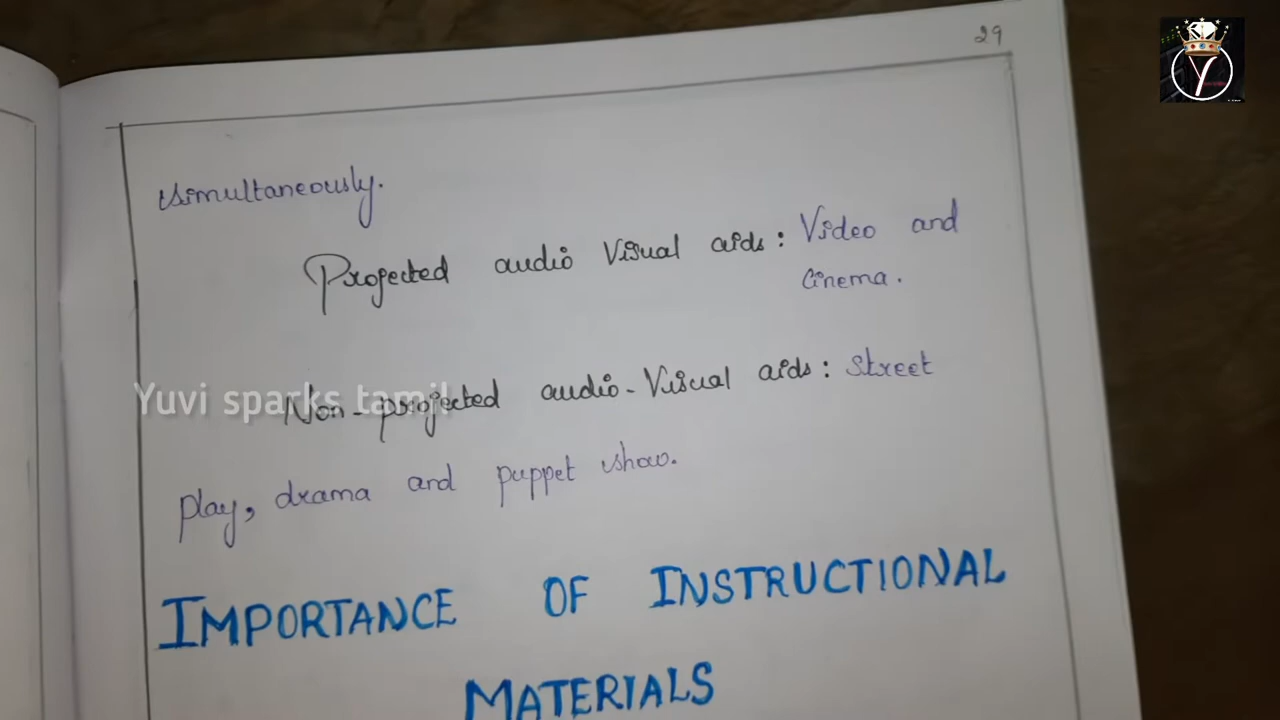 29
simultaneously.
Projected audio Visual aids: Video and
Cinema.
Non-projected audio-Visual aids: Street
play, drama and puppet show.
IMPORTANCE OF INSTRUCTIONAL
MATERIALS
Yuvi sparks tamil
Y